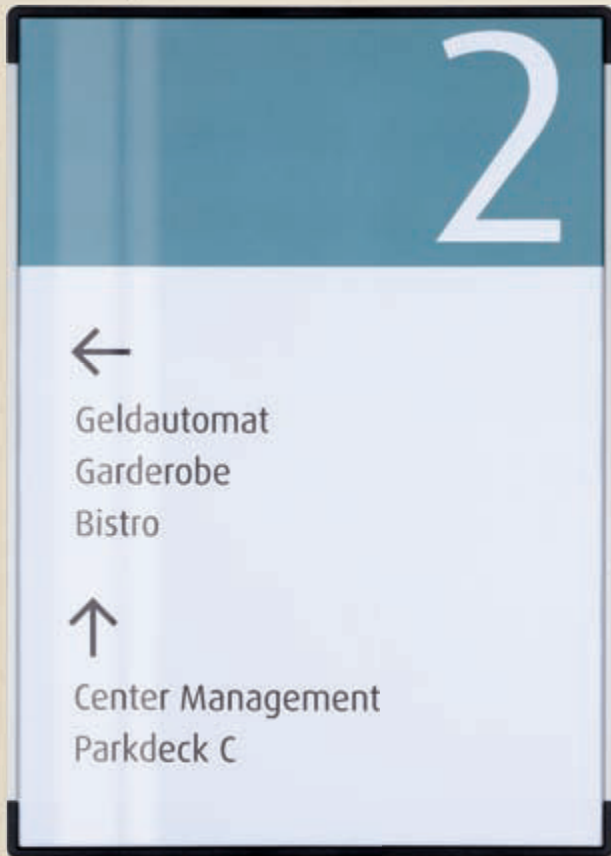 2
←
Geldautomat
Garderobe
Bistro
↑
Center Management
Parkdeck C